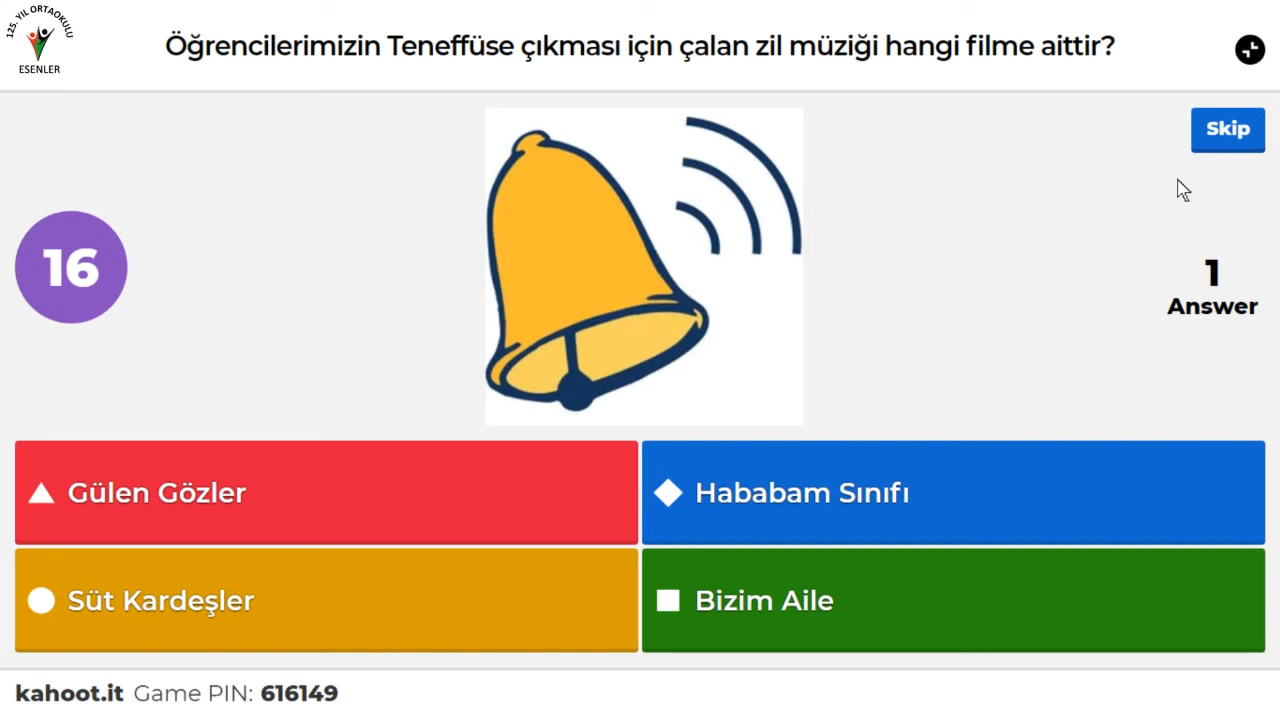 125. YIL ORTAOKULU
ESENLER
Öğrencilerimizin Teneffüse çıkması için çalan zil müziği hangi filme aittir?
Skip
16
1
Answer
Gülen Gözler
Hababam Sınıfı
Süt Kardeşler
Bizim Aile
kahoot.it Game PIN: 616149